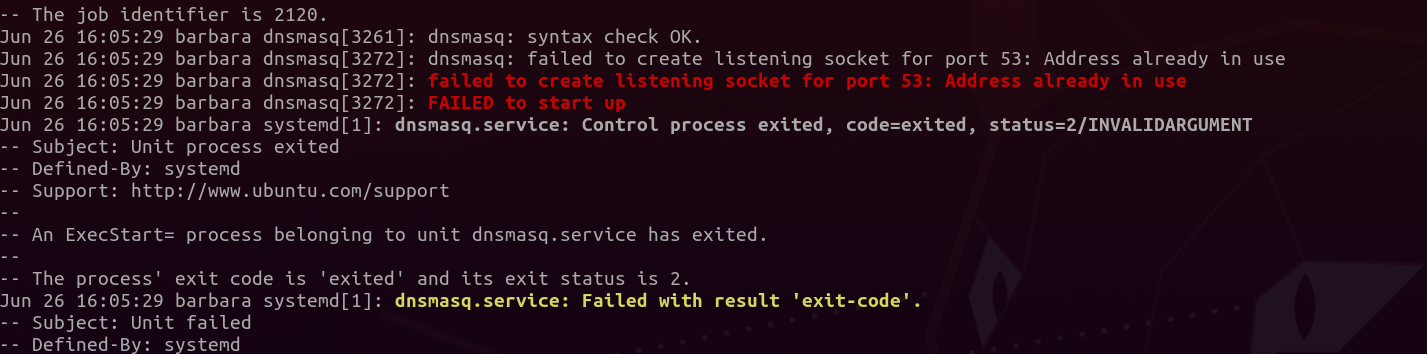 -- The job identifier is 2120.
Jun 26 16:05:29 barbara dnsmasq[3261]: dnsmasq: syntax check OK.
Jun 26 16:05:29 barbara dnsmasq[3272]: dnsmasq: failed to create listening socket for port 53: Address already in use
Jun 26 16:05:29 barbara dnsmasq[3272]: failed to create listening socket for port 53: Address already in use
Jun 26 16:05:29 barbara dnsmasq[3272]: FAILED to start up
Jun 26 16:05:29 barbara systemd[1]: dnsmasq.service: Control process exited, code=exited, status=2/INVALIDARGUMENT
-- Subject: Unit process exited
-- Defined-By: systemd
-- Support: http://www.ubuntu.com/support
--
-- An ExecStart= process belonging to unit dnsmasq.service has exited.
--
-- The process' exit code is 'exited' and its exit status is 2.
Jun 26 16:05:29 barbara systemd[1]: dnsmasq.service: Failed with result 'exit-code'.
-- Subject: Unit failed
-- Defined-By: systemd